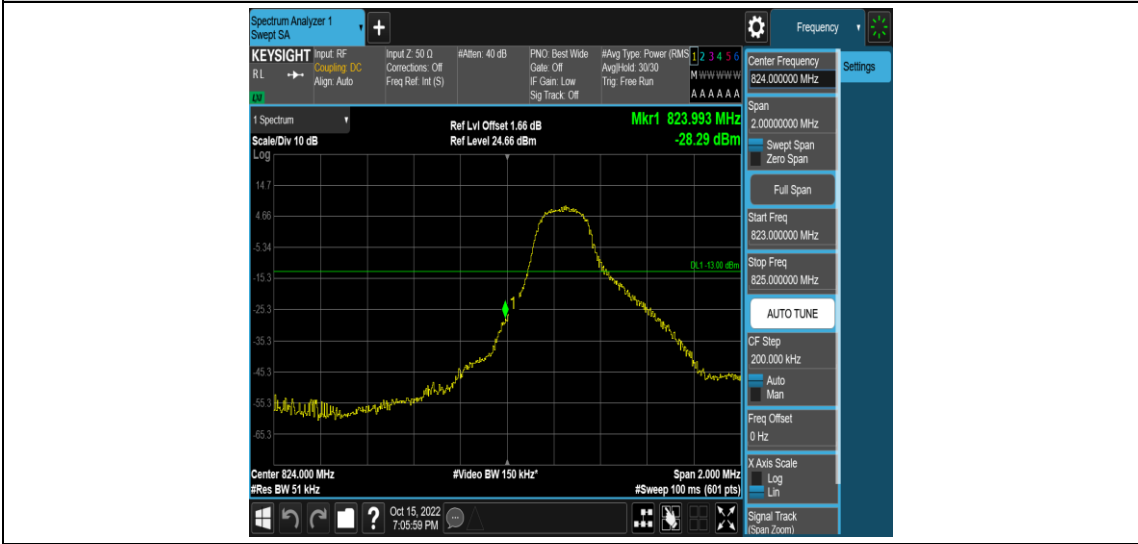 Spectrum Analyzer 1
Swept SA
+
Frequency
KEYSIGHT
RL
Input: RF
Coupling: DC
Align: Auto
Input Z: 50 Ω
Corrections: Off
Freq Ref: Int (S)
#Atten: 40 dB
PNO: Best Wide
Gate: Off
IF Gain: Low
Sig Track: Off
#Avg Type: Power (RMS
Avg|Hold: 30/30
Trig: Free Run
1 2 3 4 5 6
M W W W W W
A A A A A A
1 Spectrum
Scale/Div 10 dB
Log
Ref Lvl Offset 1.66 dB
Ref Level 24.66 dBm
Mkr1 823.993 MHz
-28.29 dBm
14.7
4.66
-5.34
-15.3
-25.3
-35.3
-45.3
-55.3
-65.3
DL1 -13.00 dBm
1
Center 824.000 MHz
#Res BW 51 kHz
#Video BW 150 kHz*
Span 2.000 MHz
#Sweep 100 ms (601 pts)
?
Oct 15, 2022
7:05:59 PM
Center Frequency
824.000000 MHz
Settings
Span
2.00000000 MHz
Swept Span
Zero Span
Full Span
Start Freq
823.000000 MHz
Stop Freq
825.000000 MHz
AUTO TUNE
CF Step
200.000 kHz
Auto
Man
Freq Offset
0 Hz
X Axis Scale
Log
Lin
Signal Track
(Span Zoom)